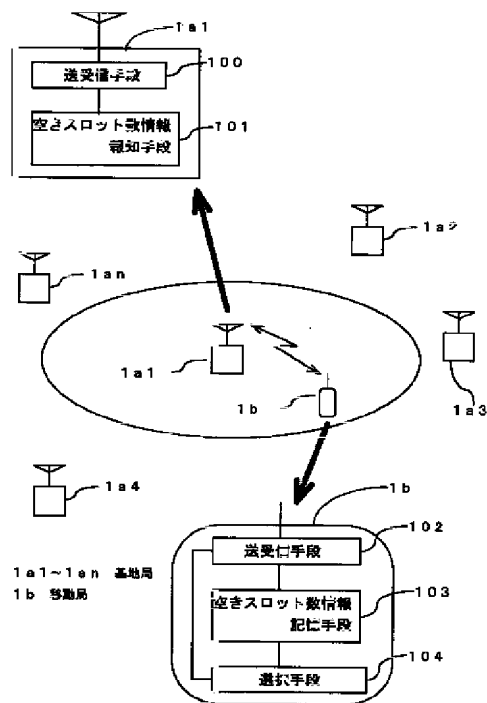 1a1
送受信手段
100
空きスロット数情報
報知手段
101
1a2
1an
1a1
1b
1a3
1a4
1b
送受信手段
102
空きスロット数情報
記憶手段
103
選択手段
104
1a1~1an 基地局
1b 移動局